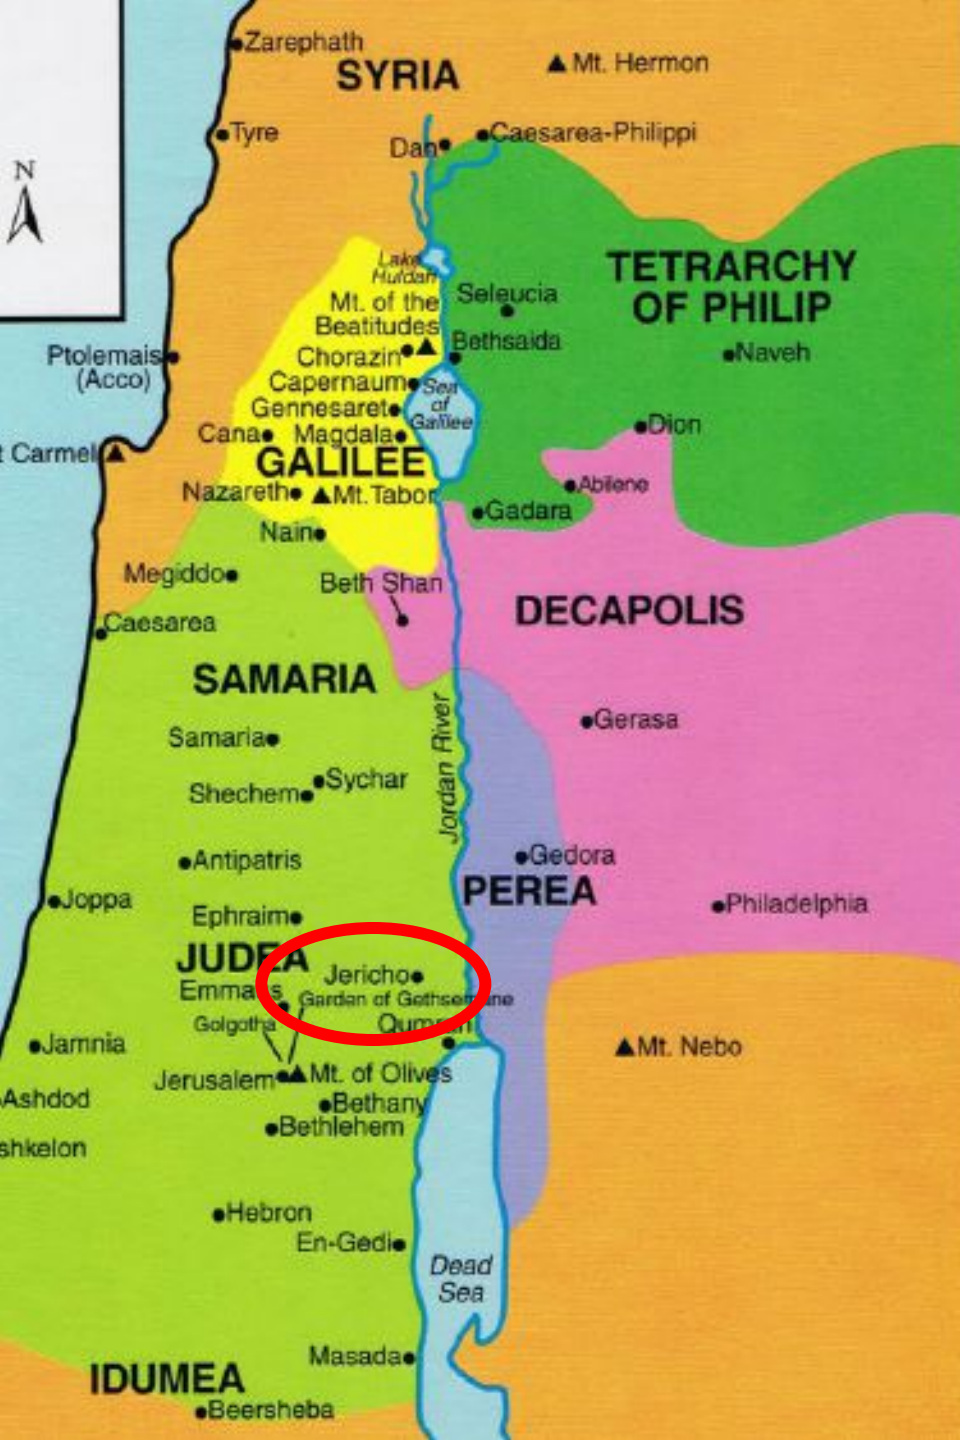 Zarephath
SYRIA
Mt. Hermon
N
Tyre
Caesarea-Philippi
Dan
TETRARCHY
OF PHILIP
Lake
Huldah
Seleucia
Mt. of the
Beatitudes
Bethsaida
Naveh
Ptolemais
(Acco)
Chorazin
Capernaum
Sea
of
Galilee
Gennesaret
Cana
Magdala
Dion
t Carmel
GALILEE
Nazareth
Mt. Tabor
Abilene
Gadara
Nain
Megiddo
Beth Shan
DECAPOLIS
Caesarea
SAMARIA
Jordan River
Gerasa
Samaria
Sychar
Shechem
Antipatris
Gedora
PEREA
Joppa
Philadelphia
Ephraim
JUDEA
Jericho
Emmaus
Garden of Gethsemane
Golgotha
Qumran
Jamnia
Mt. Nebo
Jerusalem
Mt. of Olives
Ashdod
Bethany
Bethlehem
shkelon
Hebron
En-Gedi
Dead
Sea
Masada
IDUMEA
Beersheba